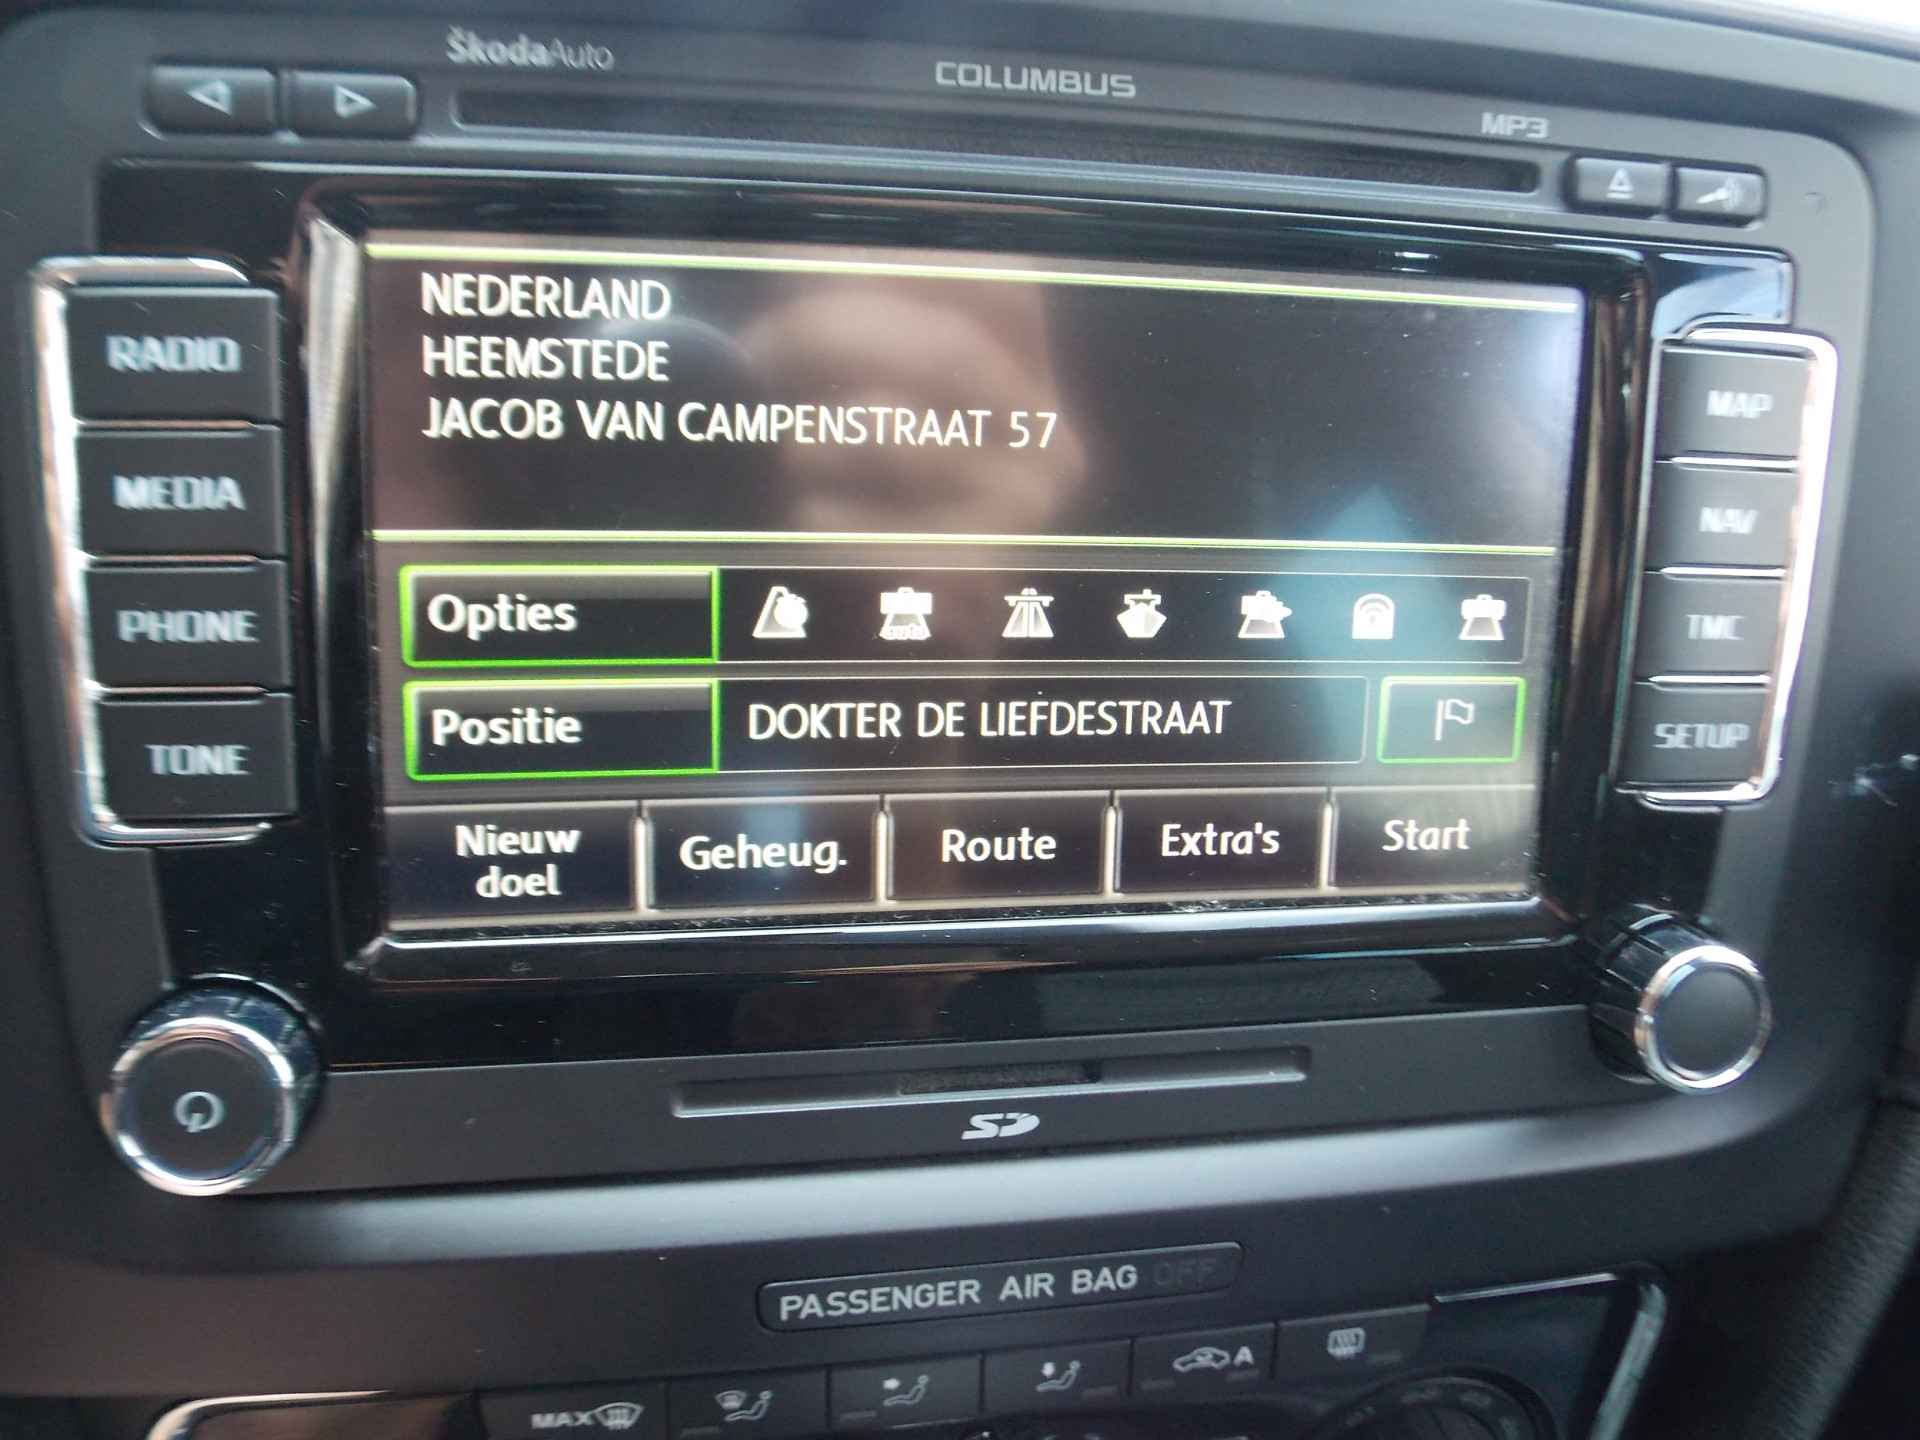 ŠkodaAuto
COLUMBUS
MP3
RADIO
MEDIA
PHONE
TONE
NEDERLAND
HEEMSTEDE
JACOB VAN CAMPENSTRAAT 57
Opties
auto
Positie DOKTER DE LIEFDESTRAAT
Nieuw doel Geheug. Route Extra's Start
MAP
NAV
TMC
SETUP
SD
PASSENGER AIR BAG OFF
MAX
A